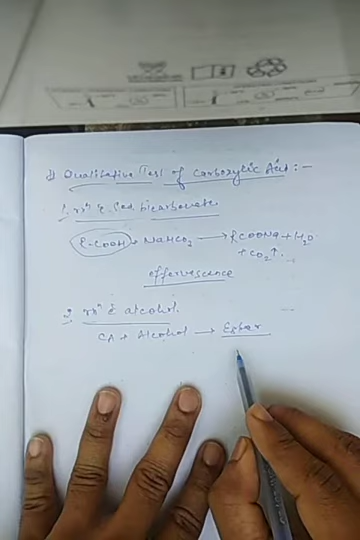 Qualitative Test of Carboxylic Acid :-
1. rxⁿ c̄ Sod bicarbonate.
R-COOH + NaHCO₃ → RCOONa + H₂O
+ CO₂↑.
effervescence
2. rxⁿ c̄ alcohol.
CA + Alcohol → Ester